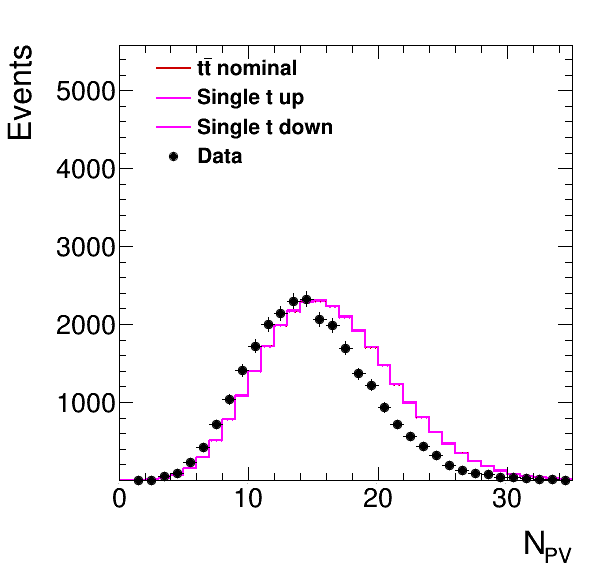 Events
5000
4000
3000
2000
1000
tt̄ nominal
Single t up
Single t down
Data
0 10 20 30
N_PV